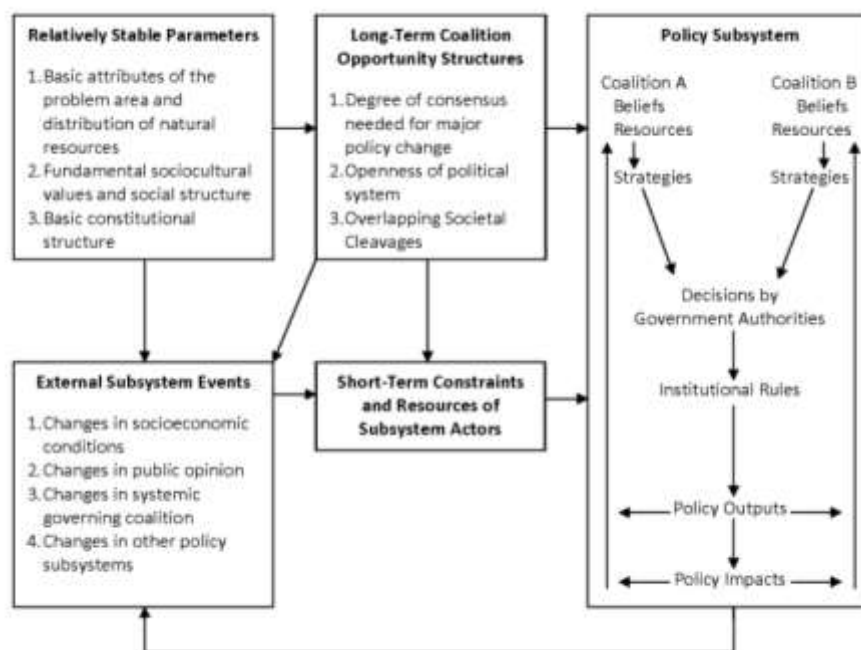 Relatively Stable Parameters
1. Basic attributes of the
problem area and
distribution of natural
resources
2. Fundamental sociocultural
values and social structure
3. Basic constitutional
structure
Long-Term Coalition
Opportunity Structures
1. Degree of consensus
needed for major
policy change
2. Openness of political
system
3. Overlapping Societal
Cleavages
Policy Subsystem
Coalition A
Beliefs
Resources
Strategies
Coalition B
Beliefs
Resources
Strategies
Decisions by
Government Authorities
Institutional Rules
Policy Outputs
Policy Impacts
External Subsystem Events
1. Changes in socioeconomic
conditions
2. Changes in public opinion
3. Changes in systemic
governing coalition
4. Changes in other policy
subsystems
Short-Term Constraints
and Resources of
Subsystem Actors